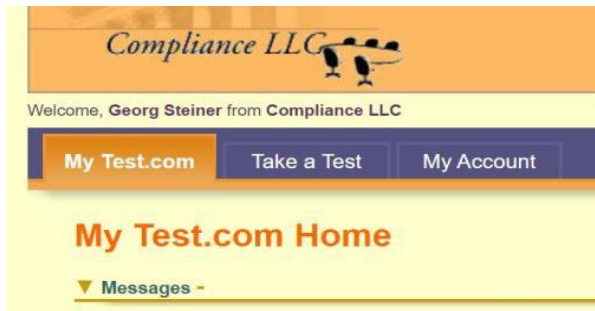 Compliance LLC
Welcome, Georg Steiner from Compliance LLC
My Test.com Take a Test My Account
My Test.com Home
Messages -